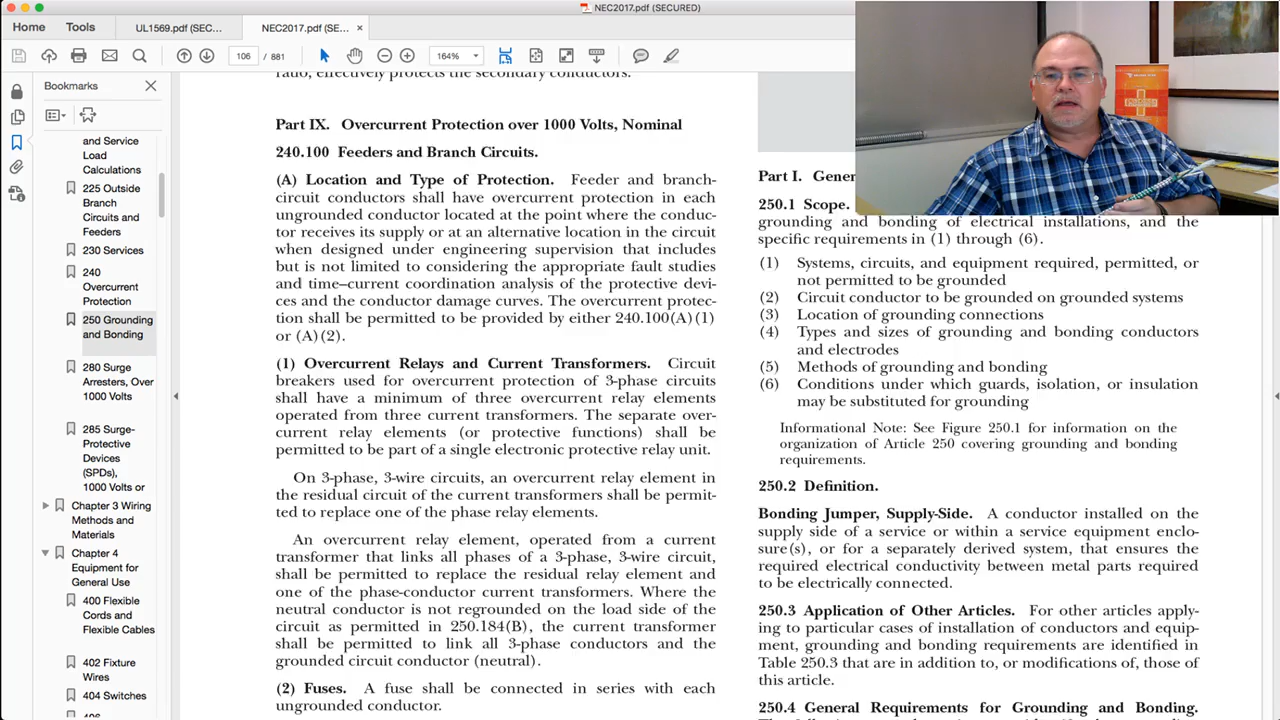 NEC2017.pdf (SECURED)
Home
Tools
UL1569.pdf (SEC...
NEC2017.pdf (SE...
×
106 / 881
164%
Bookmarks
and Service
Load
Calculations
225 Outside
Branch
Circuits and
Feeders
230 Services
240
Overcurrent
Protection
250 Grounding
and Bonding
280 Surge
Arresters, Over
1000 Volts
285 Surge-
Protective
Devices
(SPDs),
1000 Volts or
Chapter 3 Wiring
Methods and
Materials
Chapter 4
Equipment for
General Use
400 Flexible
Cords and
Flexible Cables
402 Fixture
Wires
404 Switches
406
ratio, effectively protects the secondary conductors.
Part IX. Overcurrent Protection over 1000 Volts, Nominal
240.100 Feeders and Branch Circuits.
(A) Location and Type of Protection. Feeder and branch-
circuit conductors shall have overcurrent protection in each
ungrounded conductor located at the point where the conduc-
tor receives its supply or at an alternative location in the circuit
when designed under engineering supervision that includes
but is not limited to considering the appropriate fault studies
and time–current coordination analysis of the protective devi-
ces and the conductor damage curves. The overcurrent protec-
tion shall be permitted to be provided by either 240.100(A)(1)
or (A)(2).
(1) Overcurrent Relays and Current Transformers. Circuit
breakers used for overcurrent protection of 3-phase circuits
shall have a minimum of three overcurrent relay elements
operated from three current transformers. The separate over-
current relay elements (or protective functions) shall be
permitted to be part of a single electronic protective relay unit.
On 3-phase, 3-wire circuits, an overcurrent relay element in
the residual circuit of the current transformers shall be permit-
ted to replace one of the phase relay elements.
An overcurrent relay element, operated from a current
transformer that links all phases of a 3-phase, 3-wire circuit,
shall be permitted to replace the residual relay element and
one of the phase-conductor current transformers. Where the
neutral conductor is not regrounded on the load side of the
circuit as permitted in 250.184(B), the current transformer
shall be permitted to link all 3-phase conductors and the
grounded circuit conductor (neutral).
(2) Fuses. A fuse shall be connected in series with each
ungrounded conductor.
Part I.
250.1 Scope.
grounding and bonding of electrical installations, and the
specific requirements in (1) through (6).
(1) Systems, circuits, and equipment required, permitted, or
not permitted to be grounded
(2) Circuit conductor to be grounded on grounded systems
(3) Location of grounding connections
(4) Types and sizes of grounding and bonding conductors
and electrodes
(5) Methods of grounding and bonding
(6) Conditions under which guards, isolation, or insulation
may be substituted for grounding
Informational Note: See Figure 250.1 for information on the
organization of Article 250 covering grounding and bonding
requirements.
250.2 Definition.
Bonding Jumper, Supply-Side. A conductor installed on the
supply side of a service or within a service equipment enclo-
sure(s), or for a separately derived system, that ensures the
required electrical conductivity between metal parts required
to be electrically connected.
250.3 Application of Other Articles. For other articles apply-
ing to particular cases of installation of conductors and equip-
ment, grounding and bonding requirements are identified in
Table 250.3 that are in addition to, or modifications of, those of
this article.
250.4 General Requirements for Grounding and Bonding.